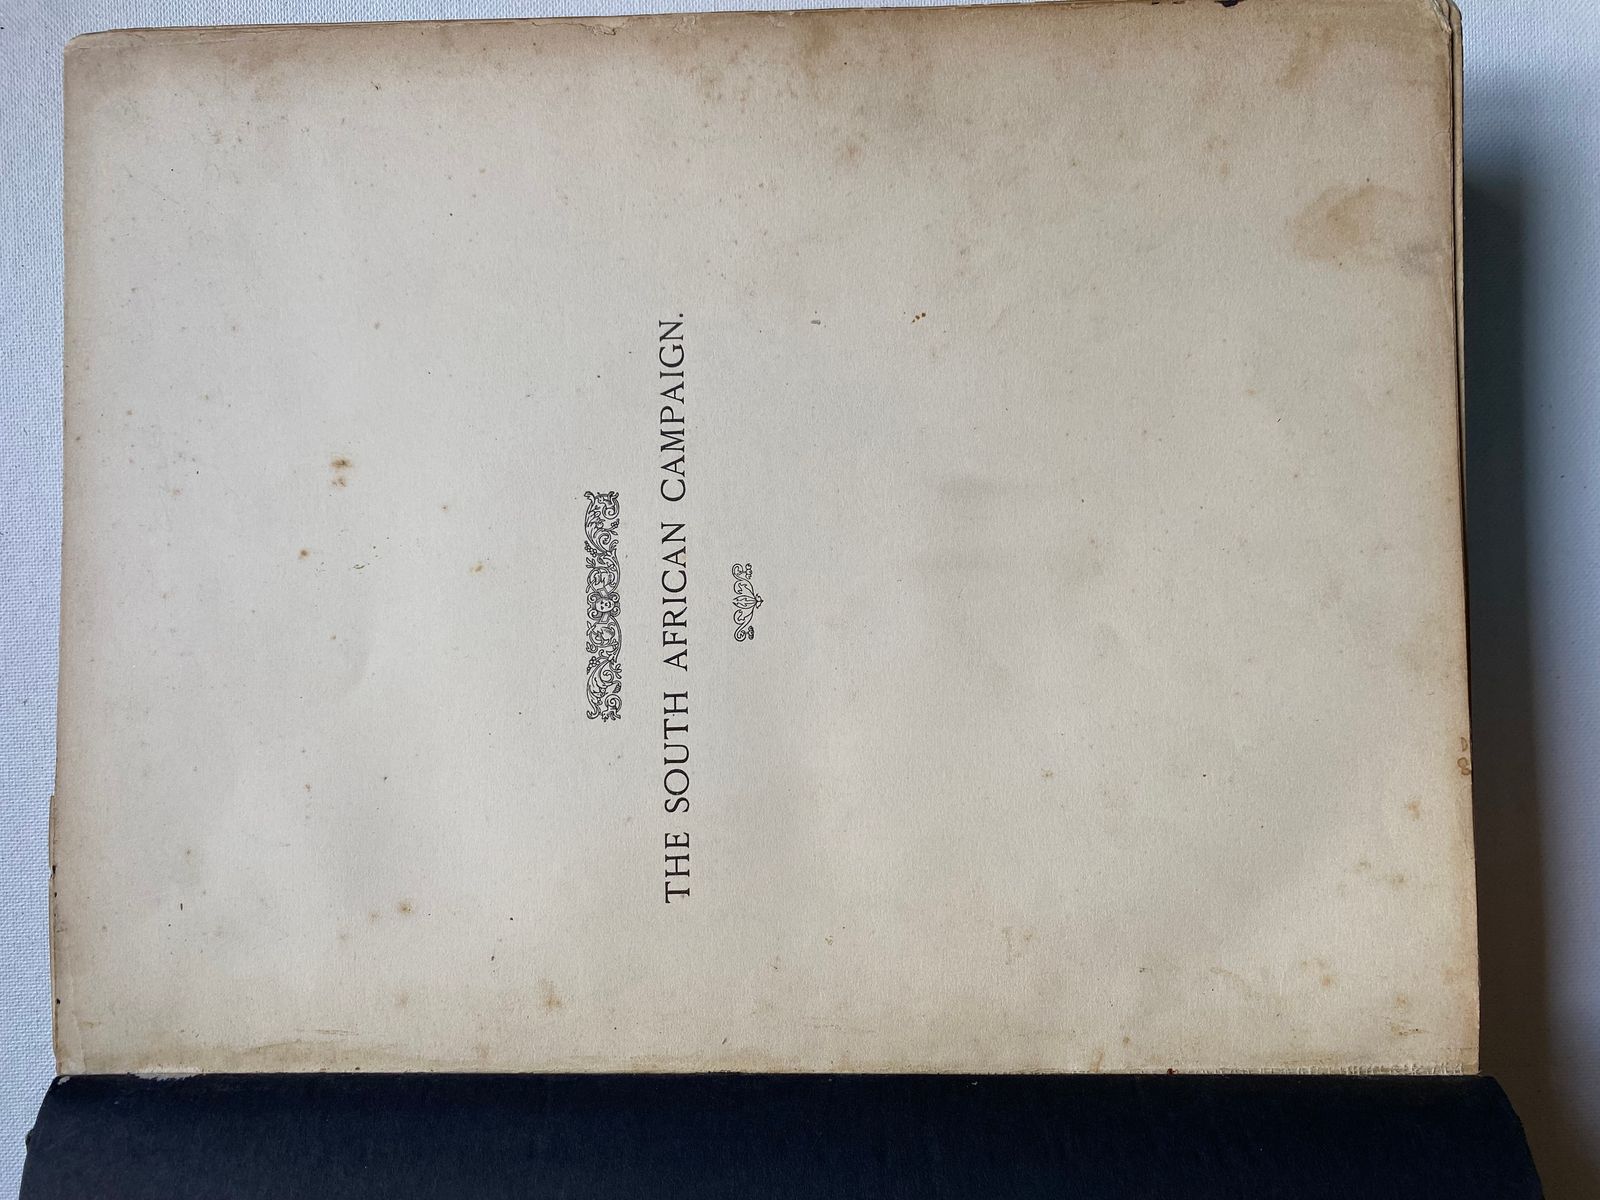 THE SOUTH AFRICAN CAMPAIGN.